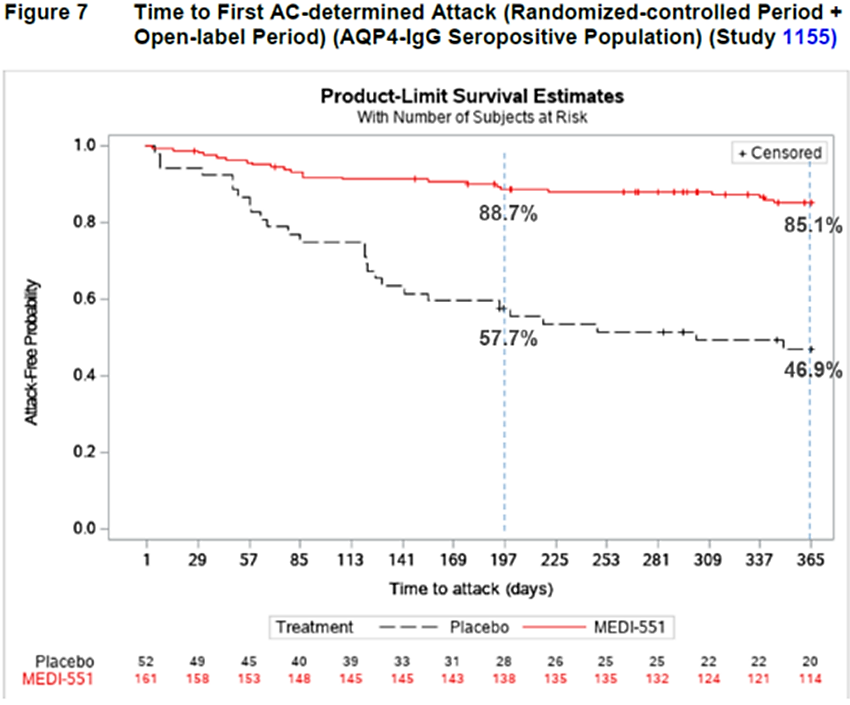 Figure 7 Time to First AC-determined Attack (Randomized-controlled Period +
Open-label Period) (AQP4-IgG Seropositive Population) (Study 1155)
Product-Limit Survival Estimates
With Number of Subjects at Risk
+ Censored
1.0
0.8
0.6
0.4
0.2
0.0
Attack-Free Probability
88.7%
85.1%
57.7%
46.9%
1 29 57 85 113 141 169 197 225 253 281 309 337 365
Time to attack (days)
Treatment Placebo MEDI-551
Placebo 52 49 45 40 39 33 31 28 26 25 25 22 22 20
MEDI-551 161 158 153 148 145 145 143 138 135 135 132 124 121 114